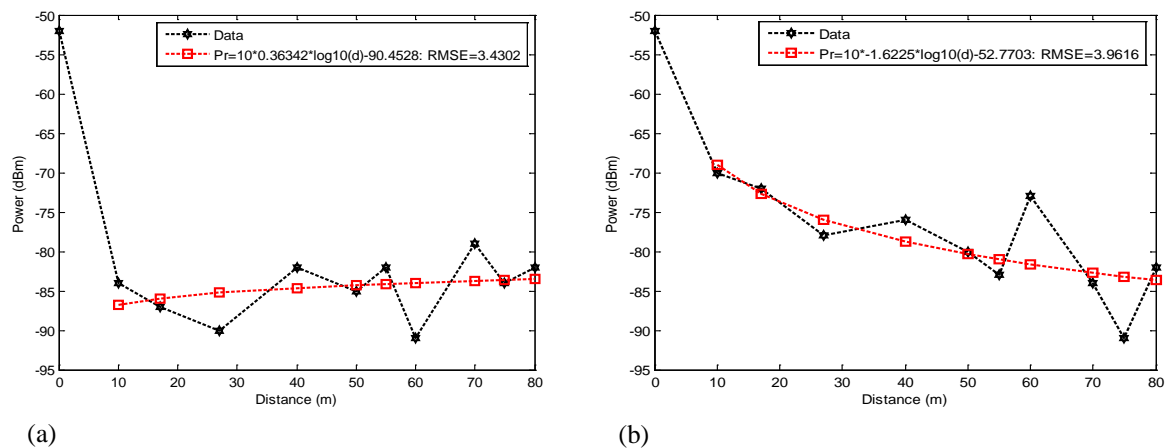 -50
-55
-60
-65
-70
-75
-80
-85
-90
-95
Power (dBm)
0 10 20 30 40 50 60 70 80
Distance (m)
Data
Pr=10*0.36342*log10(d)-90.4528: RMSE=3.4302
(a)
-50
-55
-60
-65
-70
-75
-80
-85
-90
-95
Power (dBm)
0 10 20 30 40 50 60 70 80
Distance (m)
Data
Pr=10*-1.6225*log10(d)-52.7703: RMSE=3.9616
(b)